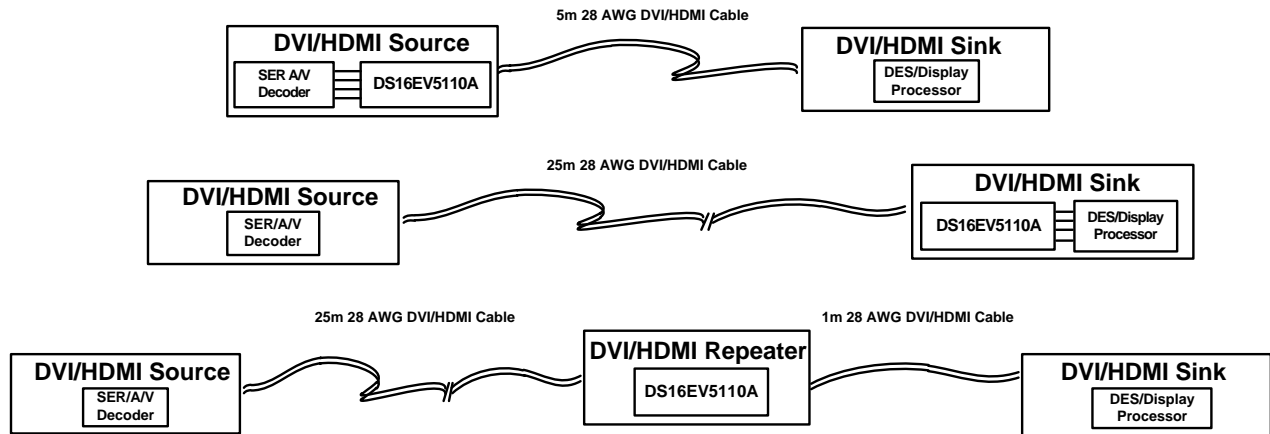 5m 28 AWG DVI/HDMI Cable
DVI/HDMI Source
SER A/V
Decoder
DS16EV5110A
DVI/HDMI Sink
DES/Display
Processor
25m 28 AWG DVI/HDMI Cable
DVI/HDMI Source
SER/A/V
Decoder
DVI/HDMI Sink
DS16EV5110A
DES/Display
Processor
25m 28 AWG DVI/HDMI Cable
1m 28 AWG DVI/HDMI Cable
DVI/HDMI Source
SER/A/V
Decoder
DVI/HDMI Repeater
DS16EV5110A
DVI/HDMI Sink
DES/Display
Processor